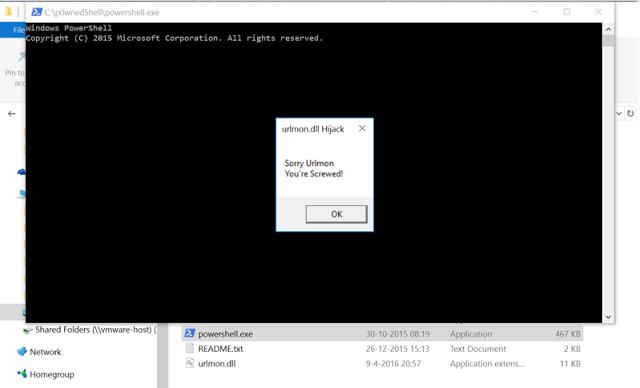 C:\p0wnedShell\powershell.exe
File
Windows PowerShell
Copyright (C) 2015 Microsoft Corporation. All rights reserved.
Pin to
acc
urlmon.dll Hijack
Sorry Urlmon
You're Screwed!
OK
Shared Folders (\\vmware-host) (
Network
Homegroup
powershell.exe 30-10-2015 08:19 Application 467 KB
README.txt 26-12-2015 15:13 Text Document 2 KB
urlmon.dll 9-4-2016 20:57 Application extens... 11 KB